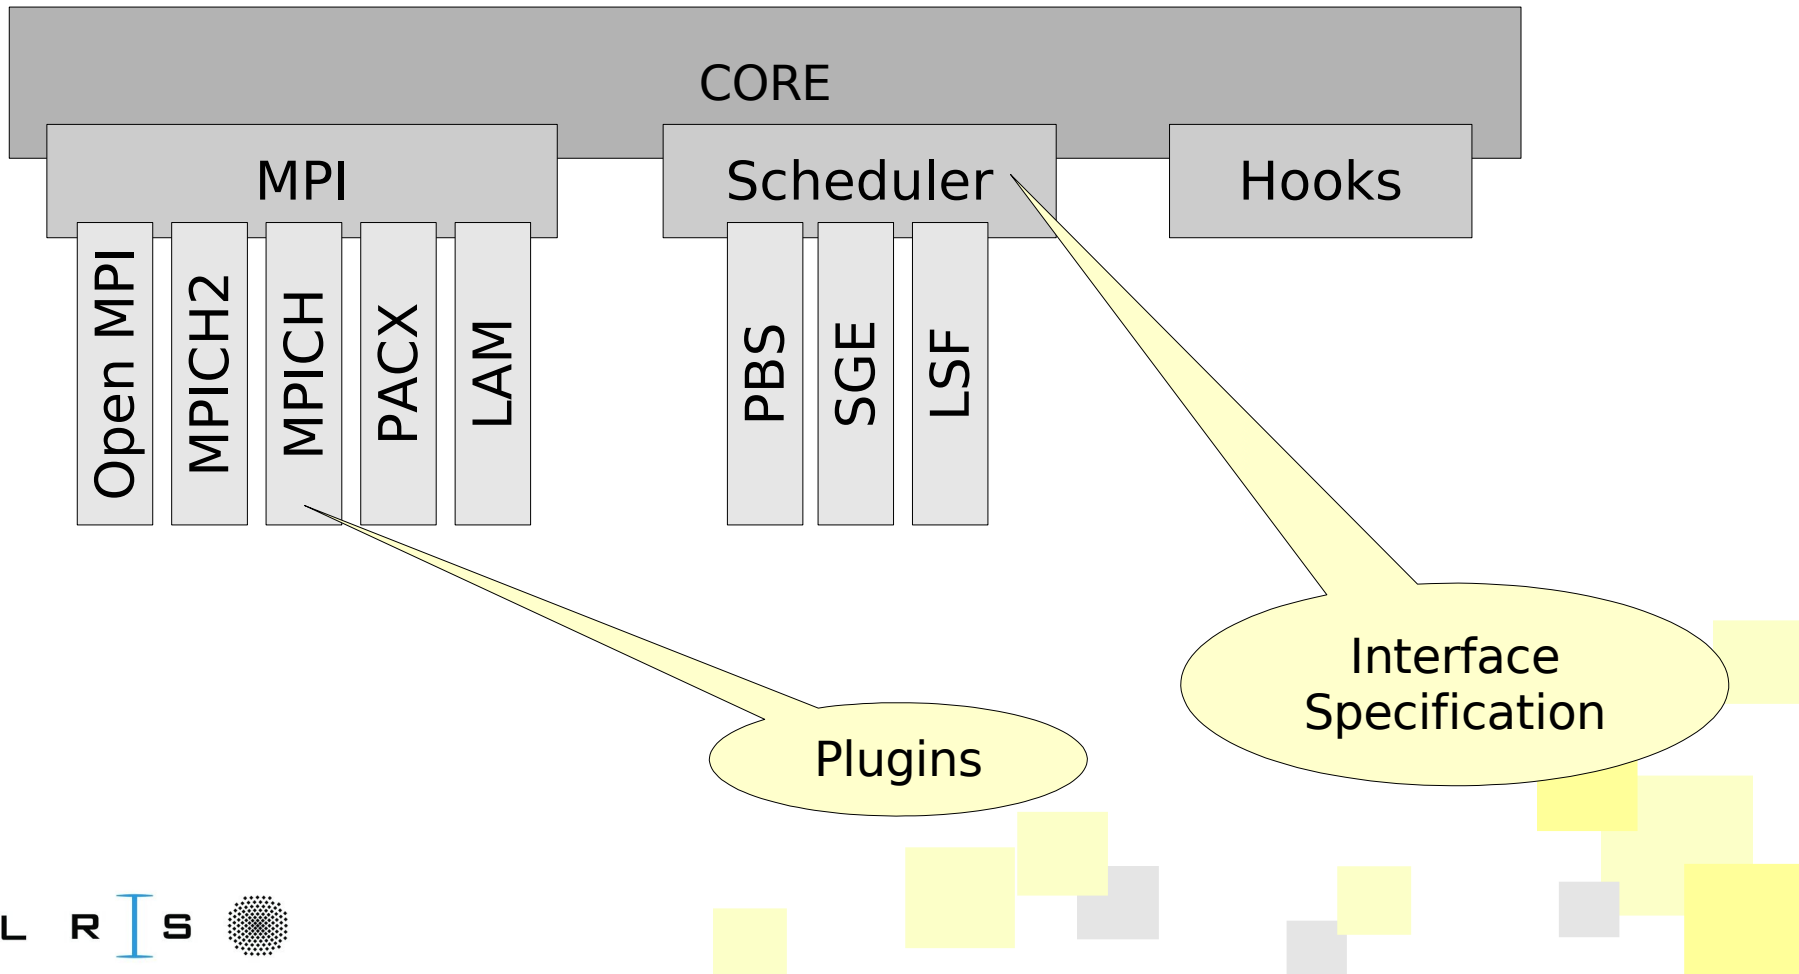 CORE
MPI
Scheduler
Hooks
Open MPI
MPICH2
MPICH
PACX
LAM
PBS
SGE
LSF
Interface
Specification
Plugins
L R I S